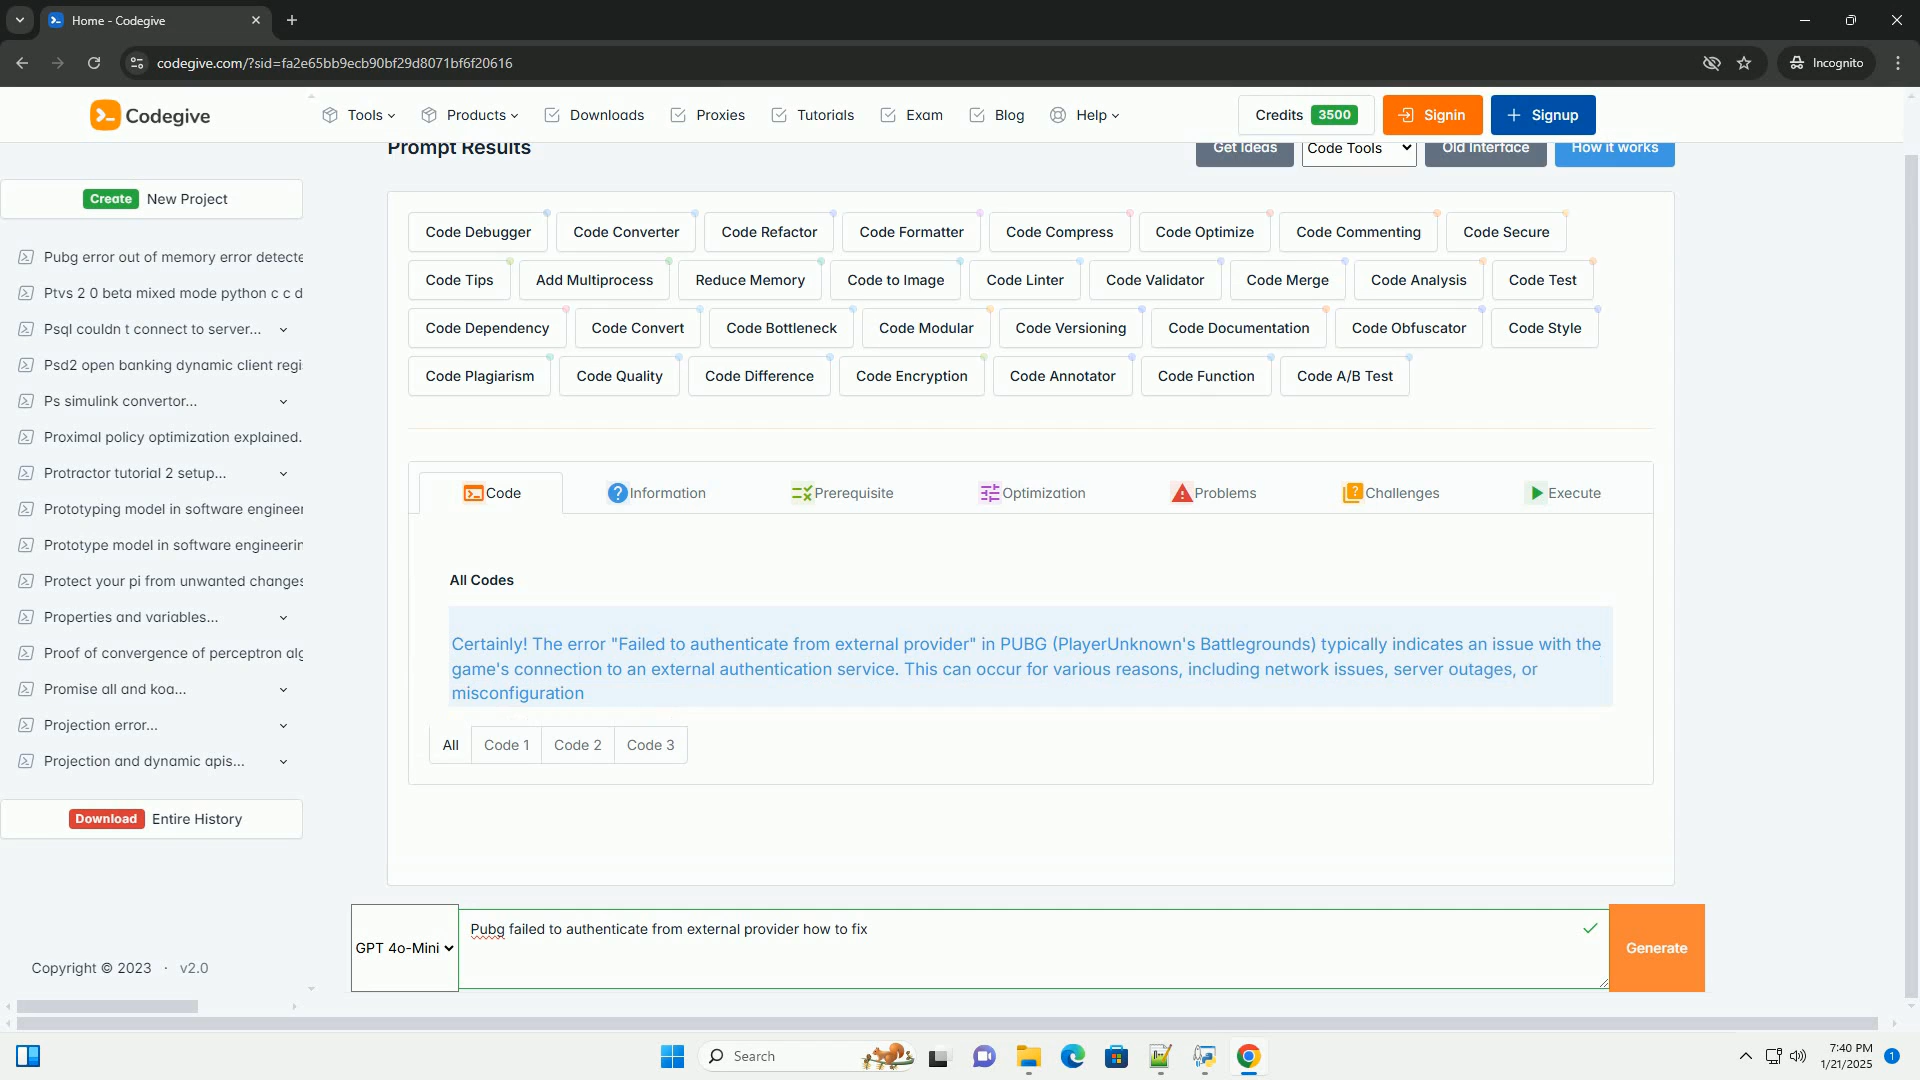 Home - Codegive
codegive.com/?sid=fa2e65bb9ecb90bf29d8071bf6f20616
Incognito
Codegive
Tools
Products
Downloads
Proxies
Tutorials
Exam
Blog
Help
Credits 3500
Signin
Signup
Prompt Results
Get Ideas
Code Tools
Old Interface
How it works
Create New Project
Pubg error out of memory error detecte
Ptvs 2 0 beta mixed mode python c c d
Psql couldn t connect to server...
Psd2 open banking dynamic client regi
Ps simulink convertor...
Proximal policy optimization explained.
Protractor tutorial 2 setup...
Prototyping model in software engineer
Prototype model in software engineerin
Protect your pi from unwanted changes
Properties and variables...
Proof of convergence of perceptron alg
Promise all and koa...
Projection error...
Projection and dynamic apis...
Download Entire History
Copyright © 2023 · v2.0
Code Debugger
Code Converter
Code Refactor
Code Formatter
Code Compress
Code Optimize
Code Commenting
Code Secure
Code Tips
Add Multiprocess
Reduce Memory
Code to Image
Code Linter
Code Validator
Code Merge
Code Analysis
Code Test
Code Dependency
Code Convert
Code Bottleneck
Code Modular
Code Versioning
Code Documentation
Code Obfuscator
Code Style
Code Plagiarism
Code Quality
Code Difference
Code Encryption
Code Annotator
Code Function
Code A/B Test
Code
Information
Prerequisite
Optimization
Problems
Challenges
Execute
All Codes
Certainly! The error "Failed to authenticate from external provider" in PUBG (PlayerUnknown's Battlegrounds) typically indicates an issue with the
game's connection to an external authentication service. This can occur for various reasons, including network issues, server outages, or
misconfiguration
All
Code 1
Code 2
Code 3
GPT 4o-Mini
Pubg failed to authenticate from external provider how to fix
Generate
Search
7:40 PM
1/21/2025
1